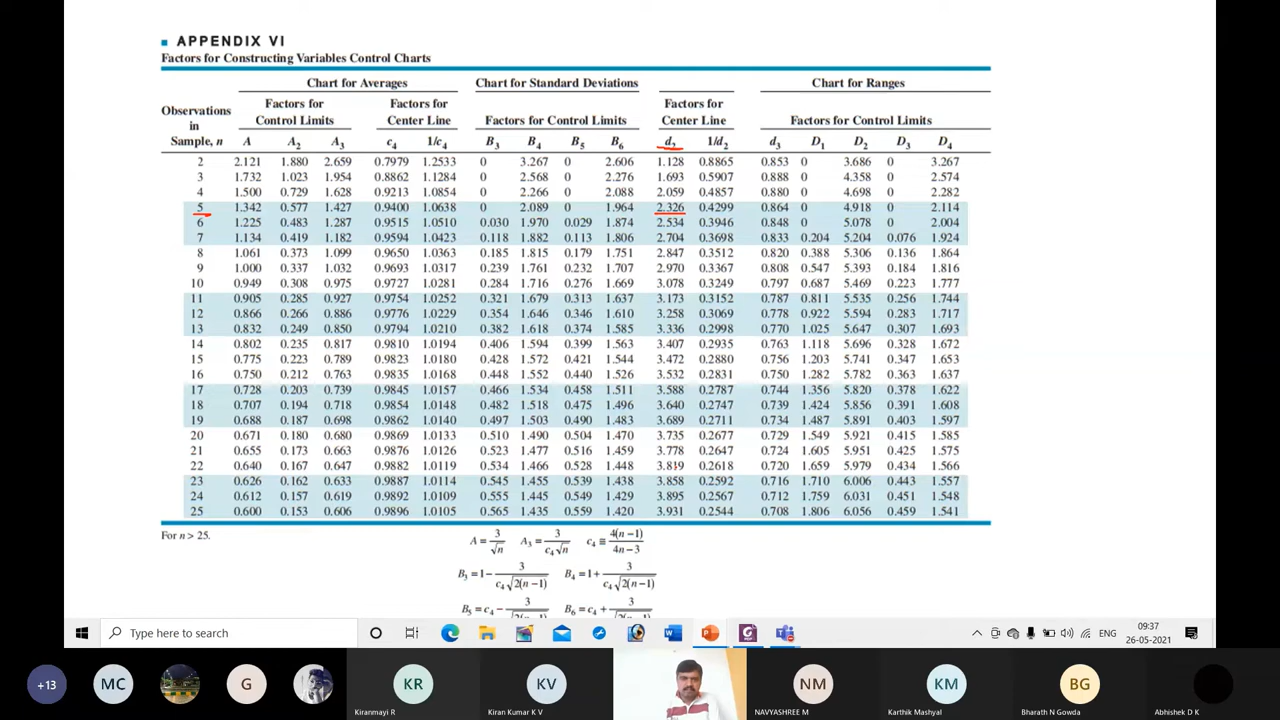 APPENDIX VI
Factors for Constructing Variables Control Charts
Chart for Averages Chart for Standard Deviations Chart for Ranges
Observations in Sample, n Factors for Control Limits Factors for Center Line Factors for Control Limits Factors for Center Line Factors for Control Limits
A A2 A3 c4 1/c4 B3 B4 B5 B6 d2 1/d2 d3 D1 D2 D3 D4
2 2.121 1.880 2.659 0.7979 1.2533 0 3.267 0 2.606 1.128 0.8865 0.853 0 3.686 0 3.267
3 1.732 1.023 1.954 0.8862 1.1284 0 2.568 0 2.276 1.693 0.5907 0.888 0 4.358 0 2.574
4 1.500 0.729 1.628 0.9213 1.0854 0 2.266 0 2.088 2.059 0.4857 0.880 0 4.698 0 2.282
5 1.342 0.577 1.427 0.9400 1.0638 0 2.089 0 1.964 2.326 0.4299 0.864 0 4.918 0 2.114
6 1.225 0.483 1.287 0.9515 1.0510 0.030 1.970 0.029 1.874 2.534 0.3946 0.848 0 5.078 0 2.004
7 1.134 0.419 1.182 0.9594 1.0423 0.118 1.882 0.113 1.806 2.704 0.3698 0.833 0.204 5.204 0.076 1.924
8 1.061 0.373 1.099 0.9650 1.0363 0.185 1.815 0.179 1.751 2.847 0.3512 0.820 0.388 5.306 0.136 1.864
9 1.000 0.337 1.032 0.9693 1.0317 0.239 1.761 0.232 1.707 2.970 0.3367 0.808 0.547 5.393 0.184 1.816
10 0.949 0.308 0.975 0.9727 1.0281 0.284 1.716 0.276 1.669 3.078 0.3249 0.797 0.687 5.469 0.223 1.777
11 0.905 0.285 0.927 0.9754 1.0252 0.321 1.679 0.313 1.637 3.173 0.3152 0.787 0.811 5.535 0.256 1.744
12 0.866 0.266 0.886 0.9776 1.0229 0.354 1.646 0.346 1.610 3.258 0.3069 0.778 0.922 5.594 0.283 1.717
13 0.832 0.249 0.850 0.9794 1.0210 0.382 1.618 0.374 1.585 3.336 0.2998 0.770 1.025 5.647 0.307 1.693
14 0.802 0.235 0.817 0.9810 1.0194 0.406 1.594 0.399 1.563 3.407 0.2935 0.763 1.118 5.696 0.328 1.672
15 0.775 0.223 0.789 0.9823 1.0180 0.428 1.572 0.421 1.544 3.472 0.2880 0.756 1.203 5.741 0.347 1.653
16 0.750 0.212 0.763 0.9835 1.0168 0.448 1.552 0.440 1.526 3.532 0.2831 0.750 1.282 5.782 0.363 1.637
17 0.728 0.203 0.739 0.9845 1.0157 0.466 1.534 0.458 1.511 3.588 0.2787 0.744 1.356 5.820 0.378 1.622
18 0.707 0.194 0.718 0.9854 1.0148 0.482 1.518 0.475 1.496 3.640 0.2747 0.739 1.424 5.856 0.391 1.608
19 0.688 0.187 0.698 0.9862 1.0140 0.497 1.503 0.490 1.483 3.689 0.2711 0.734 1.487 5.891 0.403 1.597
20 0.671 0.180 0.680 0.9869 1.0133 0.510 1.490 0.504 1.470 3.735 0.2677 0.729 1.549 5.921 0.415 1.585
21 0.655 0.173 0.663 0.9876 1.0126 0.523 1.477 0.516 1.459 3.778 0.2647 0.724 1.605 5.951 0.425 1.575
22 0.640 0.167 0.647 0.9882 1.0119 0.534 1.466 0.528 1.448 3.819 0.2618 0.720 1.659 5.979 0.434 1.566
23 0.626 0.162 0.633 0.9887 1.0114 0.545 1.455 0.539 1.438 3.858 0.2592 0.716 1.710 6.006 0.443 1.557
24 0.612 0.157 0.619 0.9892 1.0109 0.555 1.445 0.549 1.429 3.895 0.2567 0.712 1.759 6.031 0.451 1.548
25 0.600 0.153 0.606 0.9896 1.0105 0.565 1.435 0.559 1.420 3.931 0.2544 0.708 1.806 6.056 0.459 1.541
For n > 25.
A = 3/√n A3 = 3/(c4√n) c4 ≅ 4(n−1)/(4n−3)
B3 = 1 − 3/(c4√2(n−1)) B4 = 1 + 3/(c4√2(n−1))
B5 = c4 − 3/√2(n−1) B6 = c4 + 3/√2(n−1)
Type here to search
ENG
09:37
26-05-2021
+13 MC G KR KV NM KM BG
Kiranmayi R Kiran Kumar K V NAVYASHREE M Karthik Mashyal Bharath N Gowda Abhishek D K